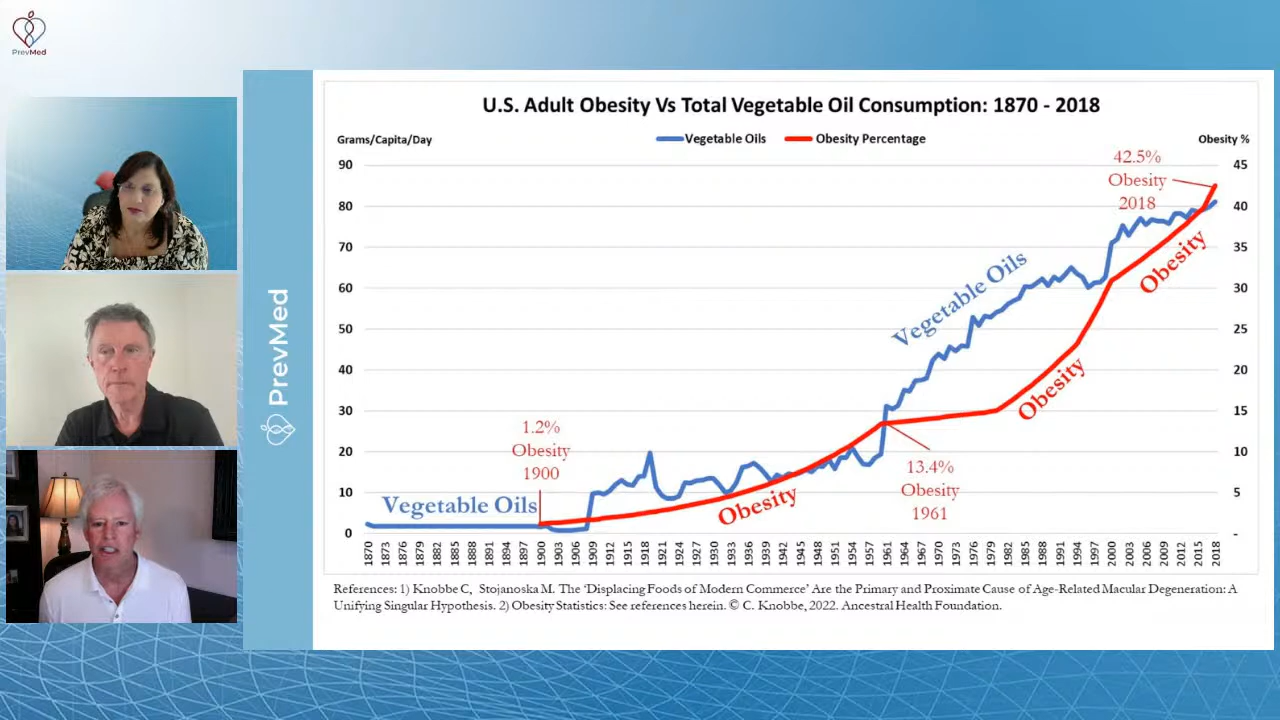 PrevMed
PrevMed
U.S. Adult Obesity Vs Total Vegetable Oil Consumption: 1870 - 2018
Grams/Capita/Day
Vegetable Oils
Obesity Percentage
Obesity %
90
80
70
60
50
40
30
20
10
0
45
40
35
30
25
20
15
10
5
-
42.5%
Obesity
2018
Vegetable Oils
Obesity
Obesity
1.2%
Obesity
1900
13.4%
Obesity
1961
Vegetable Oils
Obesity
1870 1873 1876 1879 1882 1885 1888 1891 1894 1897 1900 1903 1906 1909 1912 1915 1918 1921 1924 1927 1930 1933 1936 1939 1942 1945 1948 1951 1954 1957 1961 1964 1967 1970 1973 1976 1979 1982 1985 1988 1991 1994 1997 2000 2003 2006 2009 2012 2015 2018
References: 1) Knobbe C, Stojanoska M. The ‘Displacing Foods of Modern Commerce’ Are the Primary and Proximate Cause of Age-Related Macular Degeneration: A
Unifying Singular Hypothesis. 2) Obesity Statistics: See references herein. © C. Knobbe, 2022. Ancestral Health Foundation.